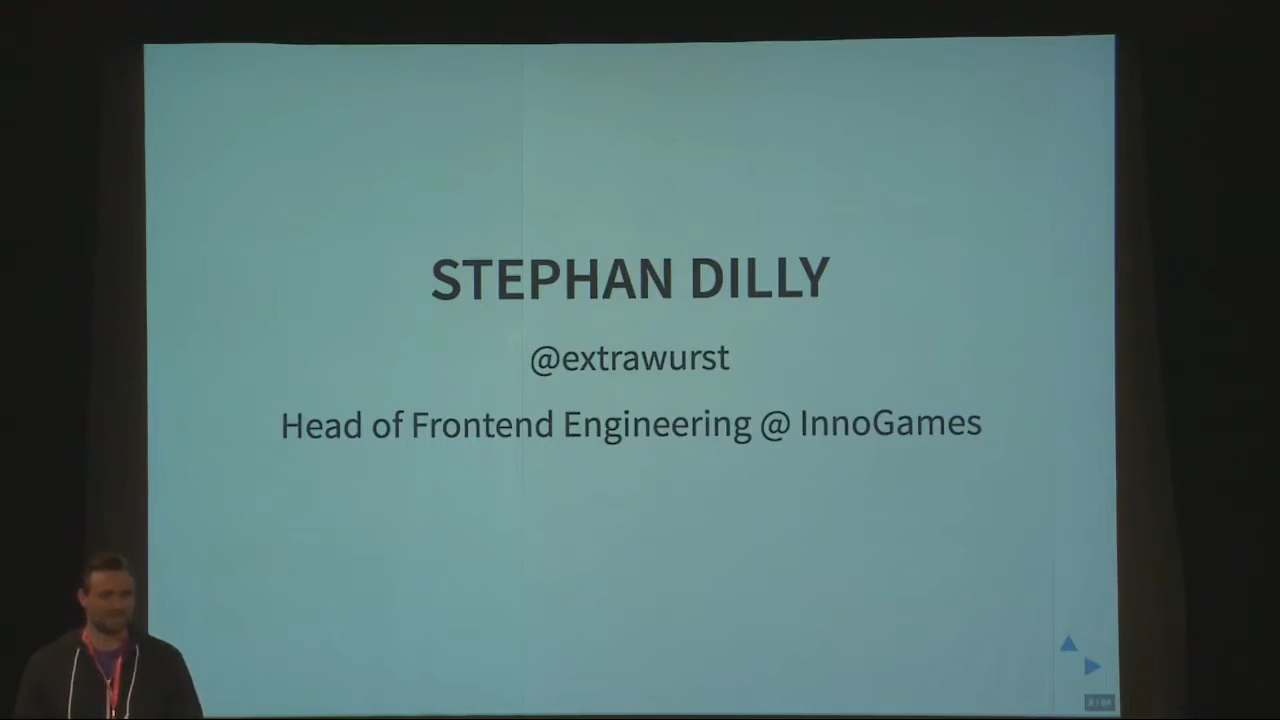 STEPHAN DILLY
@extrawurst
Head of Frontend Engineering @ InnoGames